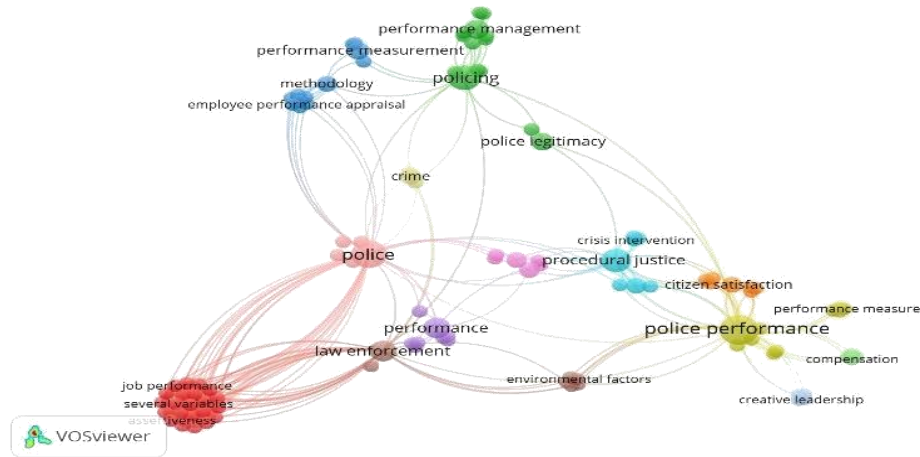 performance management
performance measurement
policing
methodology
employee performance appraisal
police legitimacy
crime
crisis intervention
police
procedural justice
citizen satisfaction
performance measure
performance
police performance
law enforcement
compensation
environmental factors
job performance
creative leadership
several variables
assertiveness
VOSviewer